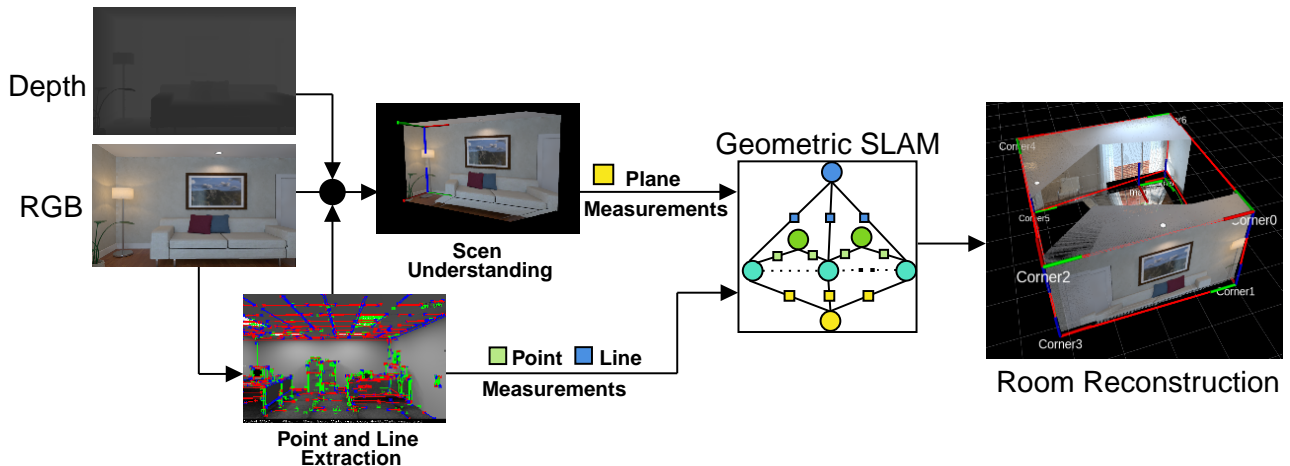 Depth
RGB
Scen
Understanding
Point and Line
Extraction
Plane
Measurements
Point Line
Measurements
Geometric SLAM
Corner4
Corner5
Corner0
Corner2
Corner1
Corner3
Room Reconstruction